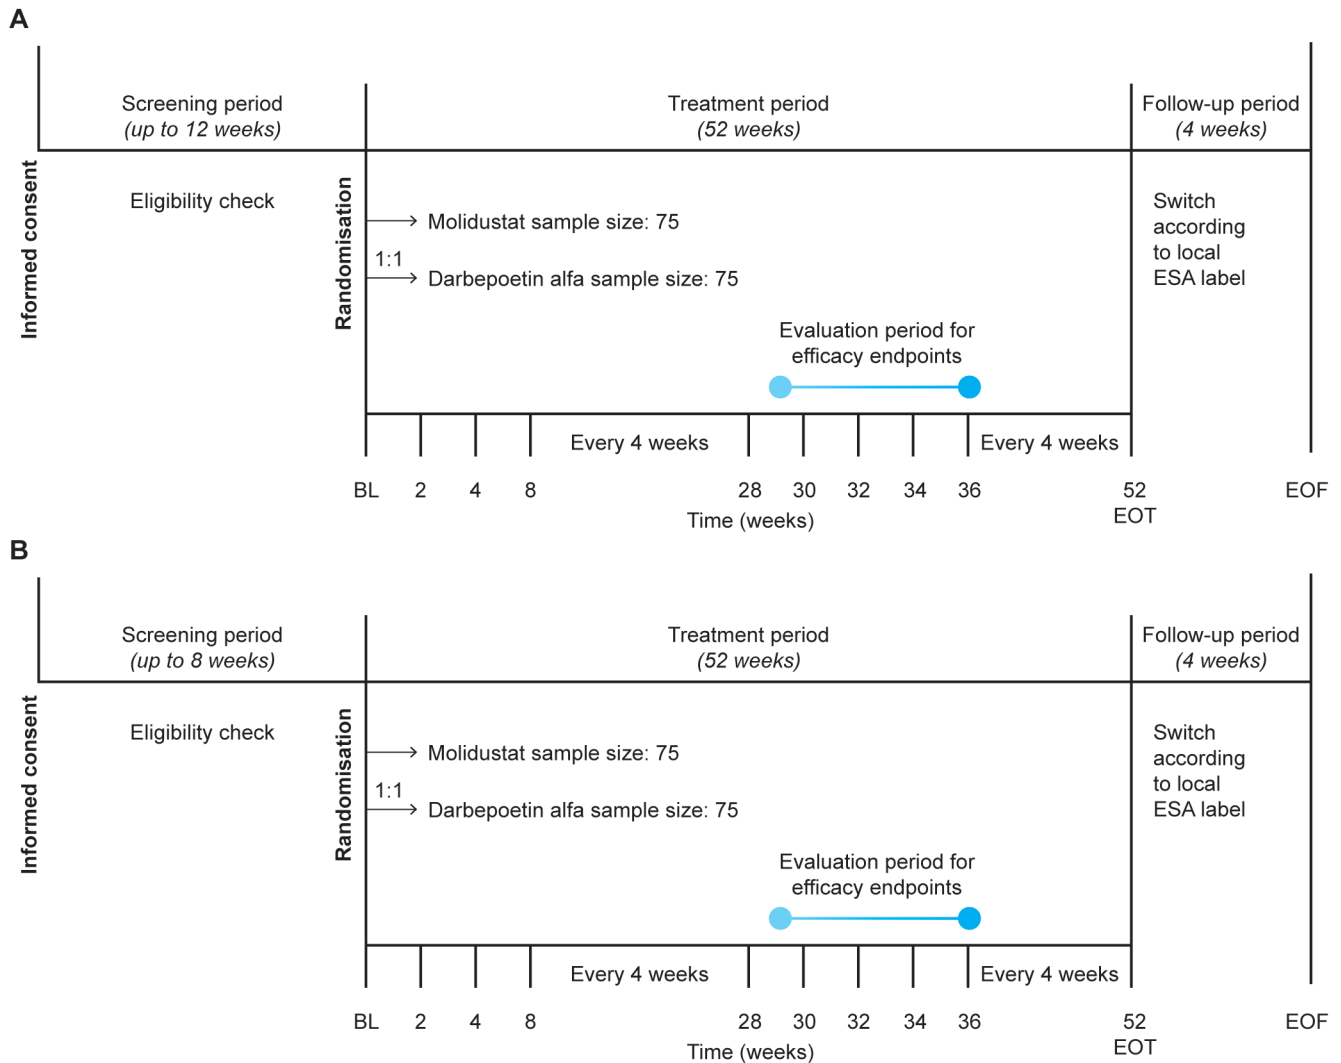 A
Screening period
(up to 12 weeks)
Treatment period
(52 weeks)
Follow-up period
(4 weeks)
Informed consent
Eligibility check
Randomisation
Molidustat sample size: 75
1:1
Darbepoetin alfa sample size: 75
Switch
according
to local
ESA label
Evaluation period for
efficacy endpoints
Every 4 weeks
Every 4 weeks
BL 2 4 8 28 30 32 34 36 52 EOF
EOT
Time (weeks)
B
Screening period
(up to 8 weeks)
Treatment period
(52 weeks)
Follow-up period
(4 weeks)
Informed consent
Eligibility check
Randomisation
Molidustat sample size: 75
1:1
Darbepoetin alfa sample size: 75
Switch
according
to local
ESA label
Evaluation period for
efficacy endpoints
Every 4 weeks
Every 4 weeks
BL 2 4 8 28 30 32 34 36 52 EOF
EOT
Time (weeks)